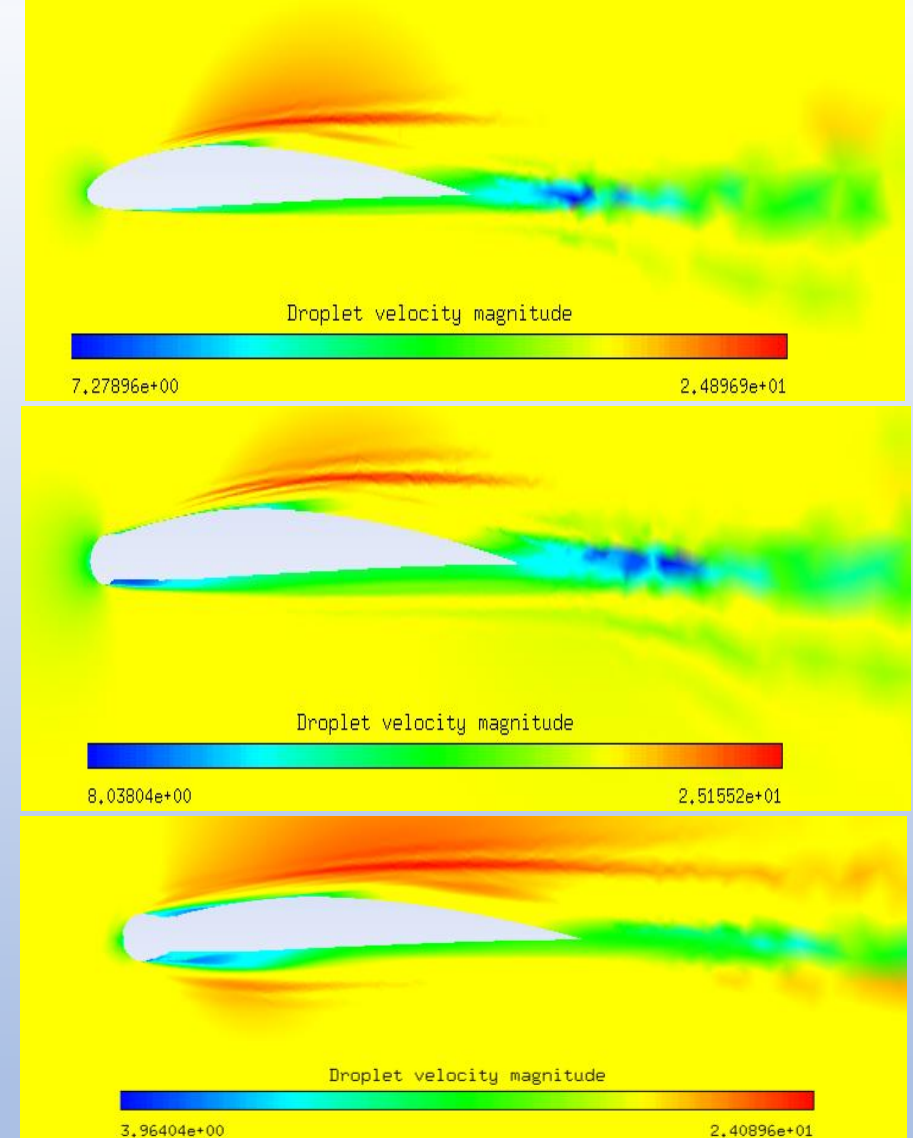 Droplet velocity magnitude
7.27896e+00 2.48969e+01
Droplet velocity magnitude
8.03804e+00 2.51552e+01
Droplet velocity magnitude
3.96404e+00 2.40896e+01